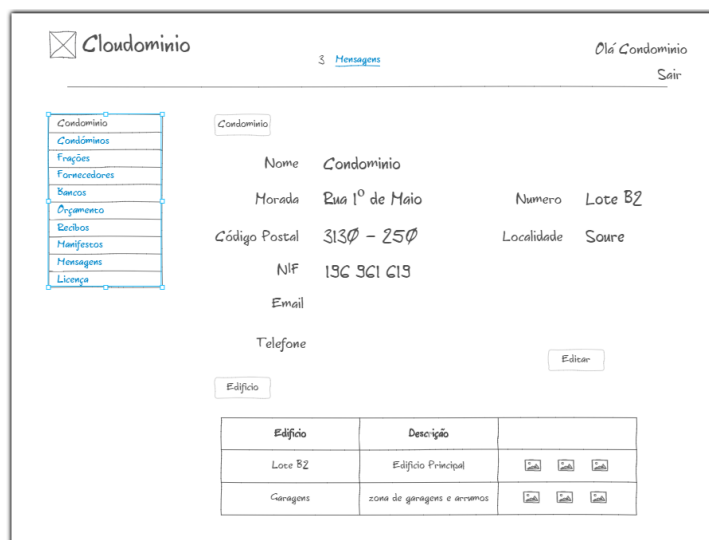 Cloudominio
3 Mensagens
Olá Condominio
Sair
Condominio
Condóminos
Frações
Fornecedores
Bancos
Orçamento
Recibos
Manifestos
Mensagens
Licença
Condominio
Nome Condominio
Morada Rua 1º de Maio Numero Lote B2
Código Postal 3130 - 250 Localidade Soure
NIF 196 961 619
Email
Telefone
Editar
Edificio
Edificio Descrição
Lote B2 Edificio Principal
Garagens zona de garagens e arrumos